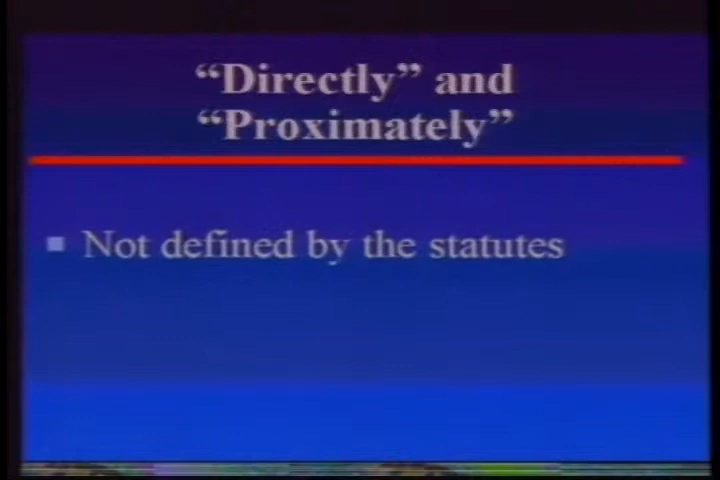 “Directly” and
“Proximately”
Not defined by the statutes